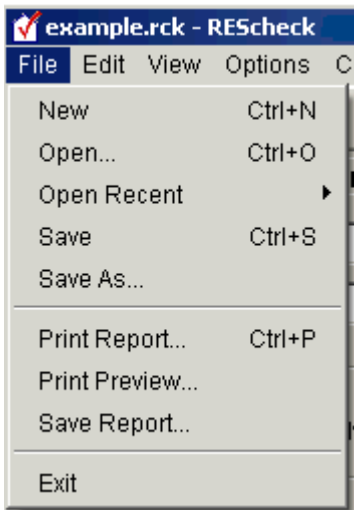 example.rck - REScheck
File Edit View Options C
New Ctrl+N
Open... Ctrl+O
Open Recent
Save Ctrl+S
Save As...
Print Report... Ctrl+P
Print Preview...
Save Report...
Exit